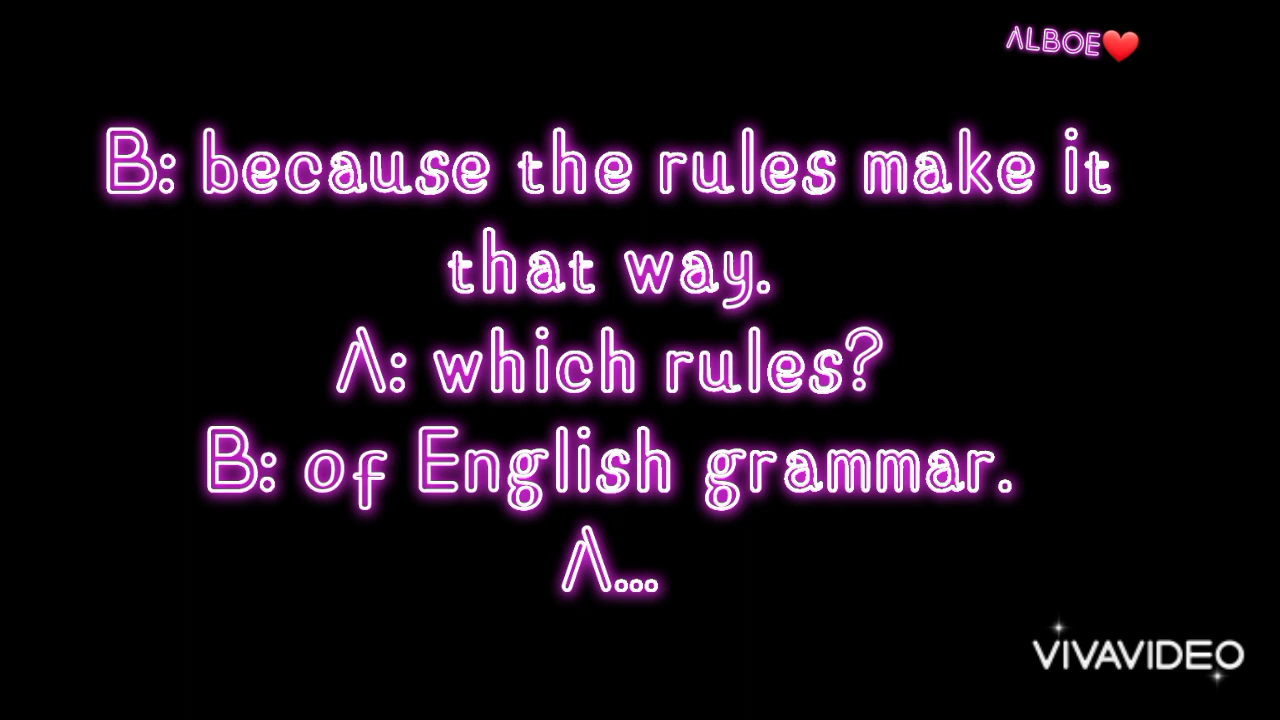 ALBOE❤️
B: because the rules make it
that way.
A: which rules?
B: of English grammar.
A...
VIVAVIDEO